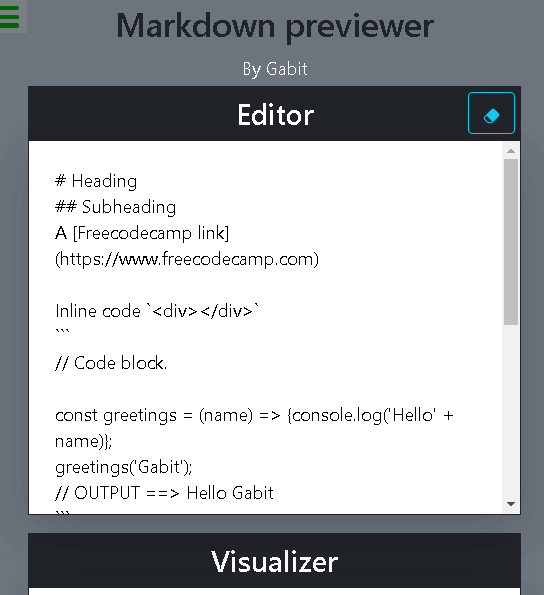 Markdown previewer
By Gabit
Editor
# Heading
## Subheading
A [Freecodecamp link]
(https://www.freecodecamp.com)
Inline code `<div></div>`
```
// Code block.
const greetings = (name) => {console.log('Hello' +
name)};
greetings('Gabit');
// OUTPUT ==> Hello Gabit
```
Visualizer